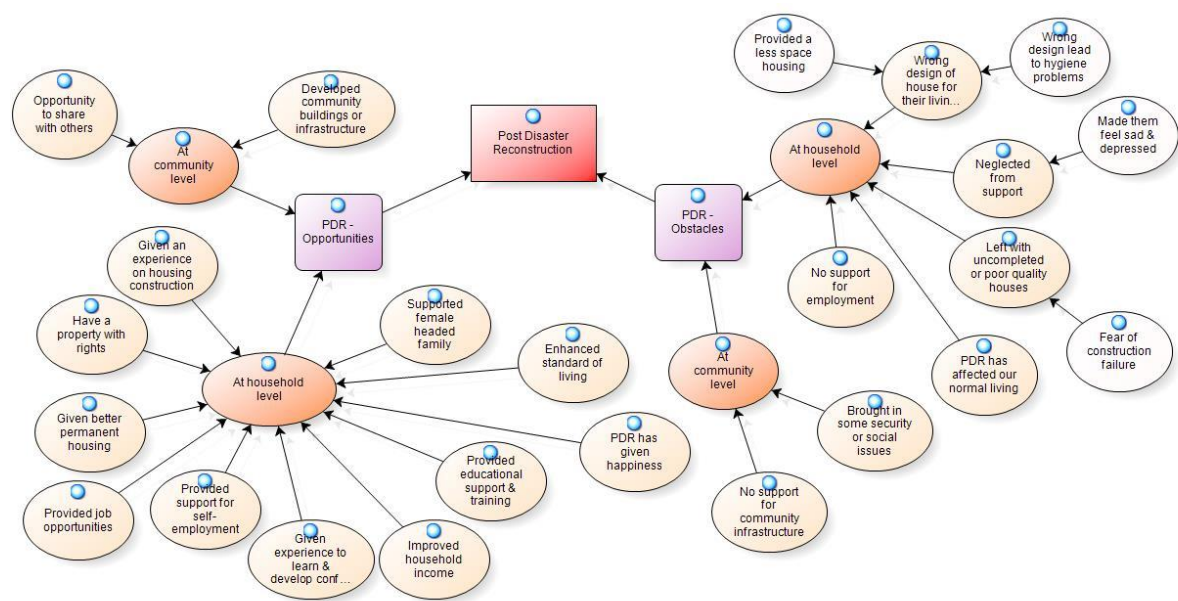 Opportunity
to share
with others
Developed
community
buildings or
infrastructure
At
community
level
PDR -
Opportunities
Post Disaster
Reconstruction
PDR -
Obstacles
Provided a
less space
housing
Wrong
design of
house for
their livin...
Wrong
design lead
to hygiene
problems
At household
level
Made them
feel sad &
depressed
Neglected
from
support
Left with
uncompleted
or poor quality
houses
No support
for
employment
Fear of
construction
failure
PDR has
affected our
normal living
At
community
level
Brought in
some security
or social
issues
No support
for
community
infrastructure
Given an
experience
on housing
construction
Have a
property with
rights
Supported
female
headed
family
At household
level
Enhanced
standard of
living
Given better
permanent
housing
PDR has
given
happiness
Provided job
opportunities
Provided
support for
self-
employment
Given
experience to
learn &
develop conf ...
Improved
household
income
Provided
educational
support &
training